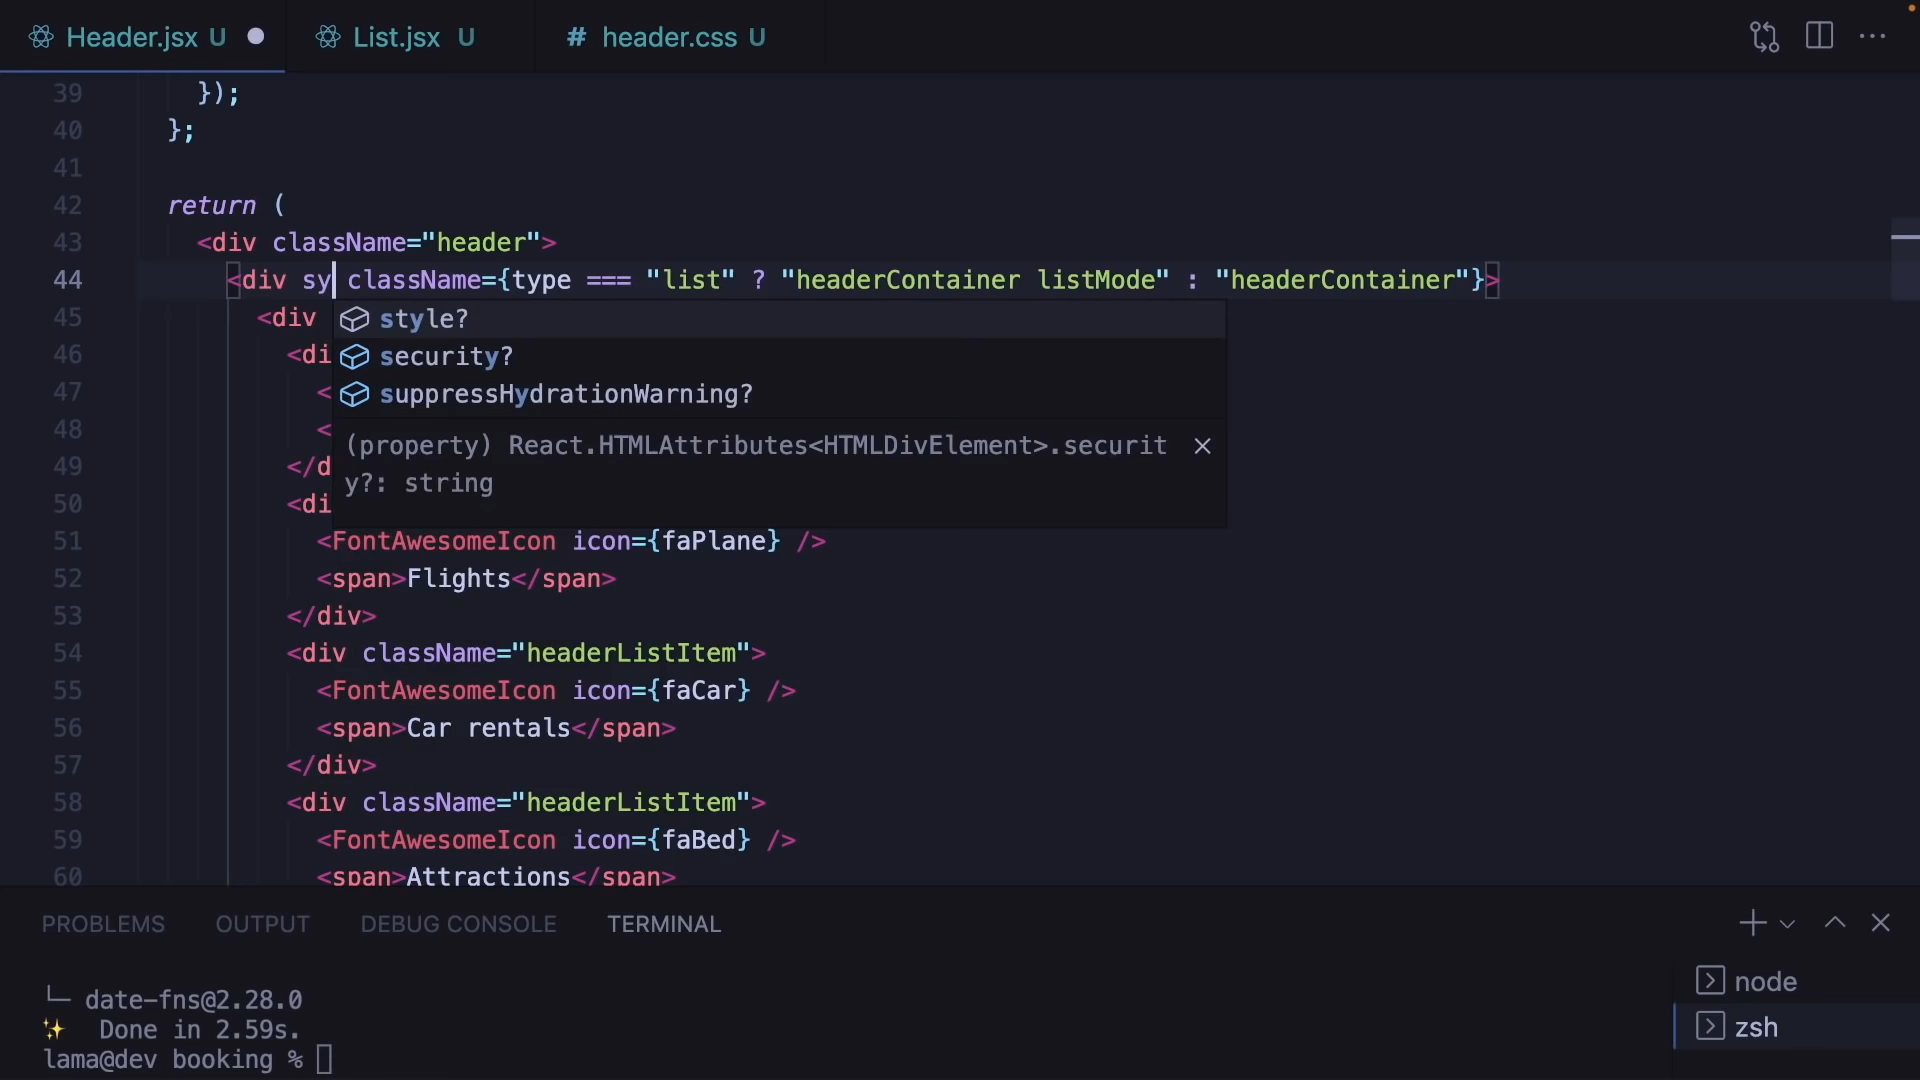 Header.jsx U
List.jsx U
# header.css U
39 });
40 };
41
42 return (
43 <div className="header">
44 <div sy className={type === "list" ? "headerContainer listMode" : "headerContainer"}>
45 <div
style?
46 <di
security?
47 <
suppressHydrationWarning?
48 <
(property) React.HTMLAttributes<HTMLDivElement>.securit
y?: string
49 </d
50 <di
51 <FontAwesomeIcon icon={faPlane} />
52 <span>Flights</span>
53 </div>
54 <div className="headerListItem">
55 <FontAwesomeIcon icon={faCar} />
56 <span>Car rentals</span>
57 </div>
58 <div className="headerListItem">
59 <FontAwesomeIcon icon={faBed} />
60 <span>Attractions</span>
PROBLEMS OUTPUT DEBUG CONSOLE TERMINAL
└─ date-fns@2.28.0
✨ Done in 2.59s.
lama@dev booking %
node
zsh